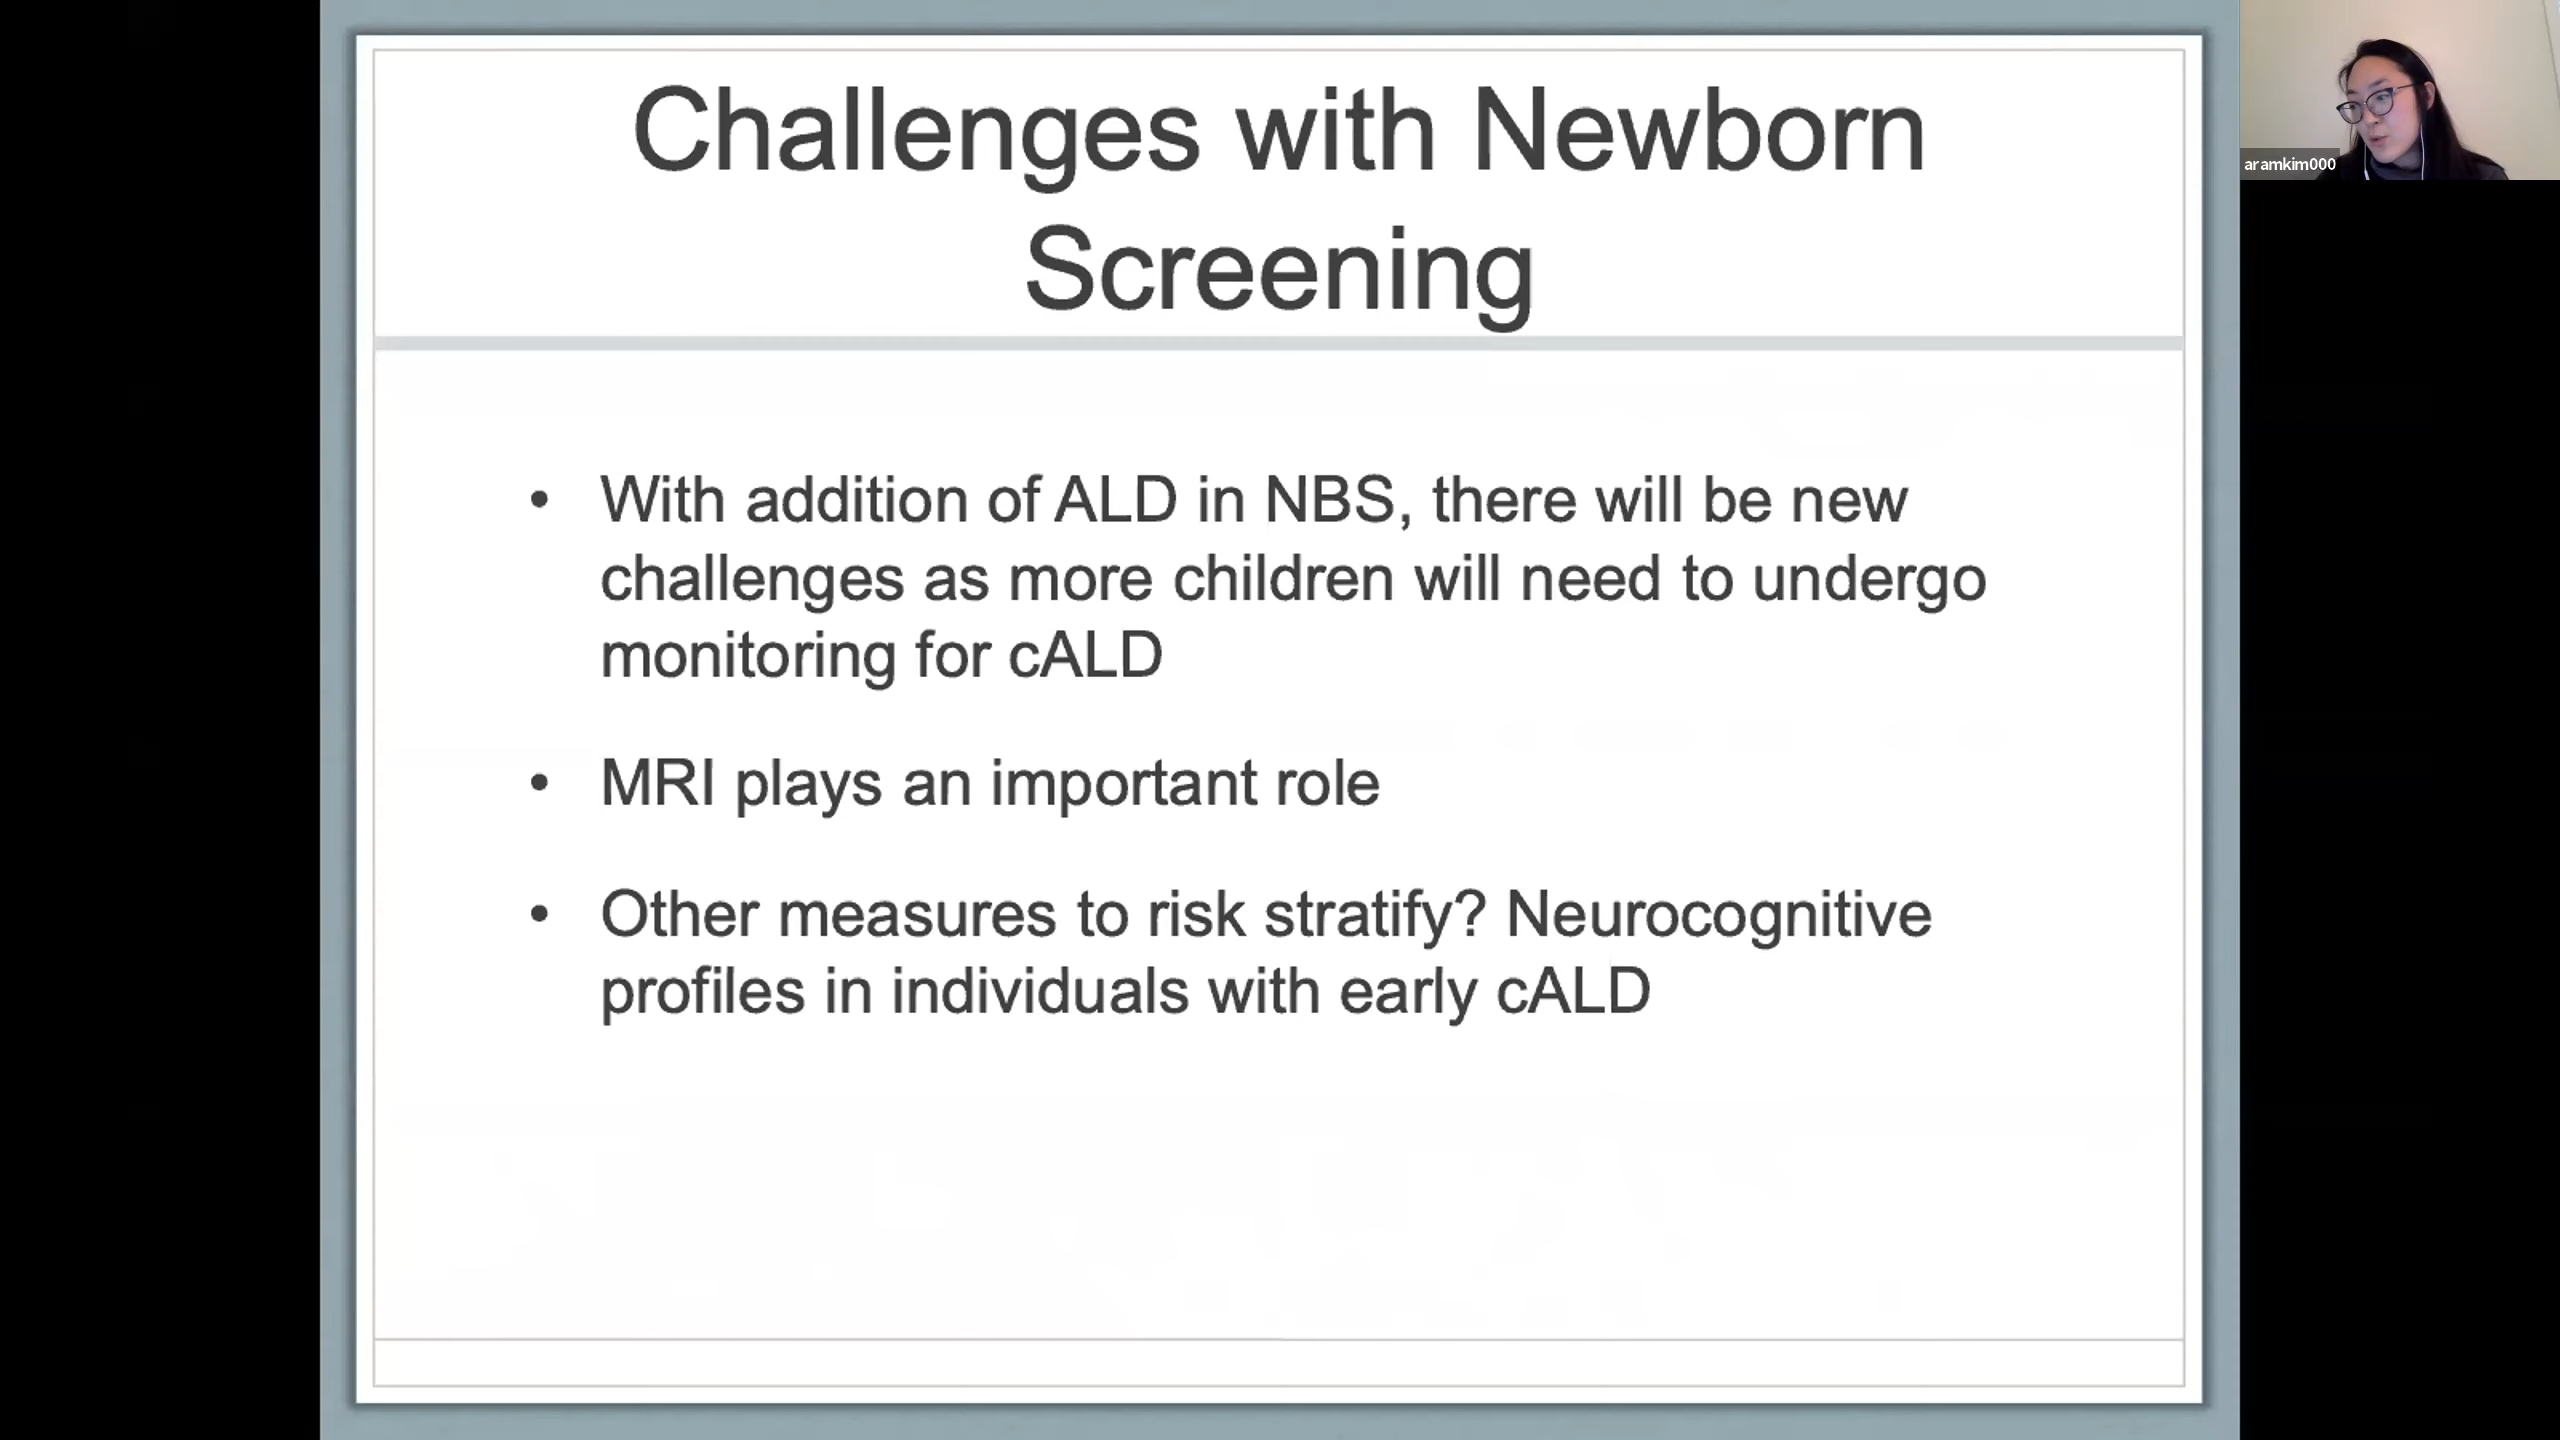 Challenges with Newborn
Screening
aramkim000
• With addition of ALD in NBS, there will be new
challenges as more children will need to undergo
monitoring for cALD
• MRI plays an important role
• Other measures to risk stratify? Neurocognitive
profiles in individuals with early cALD